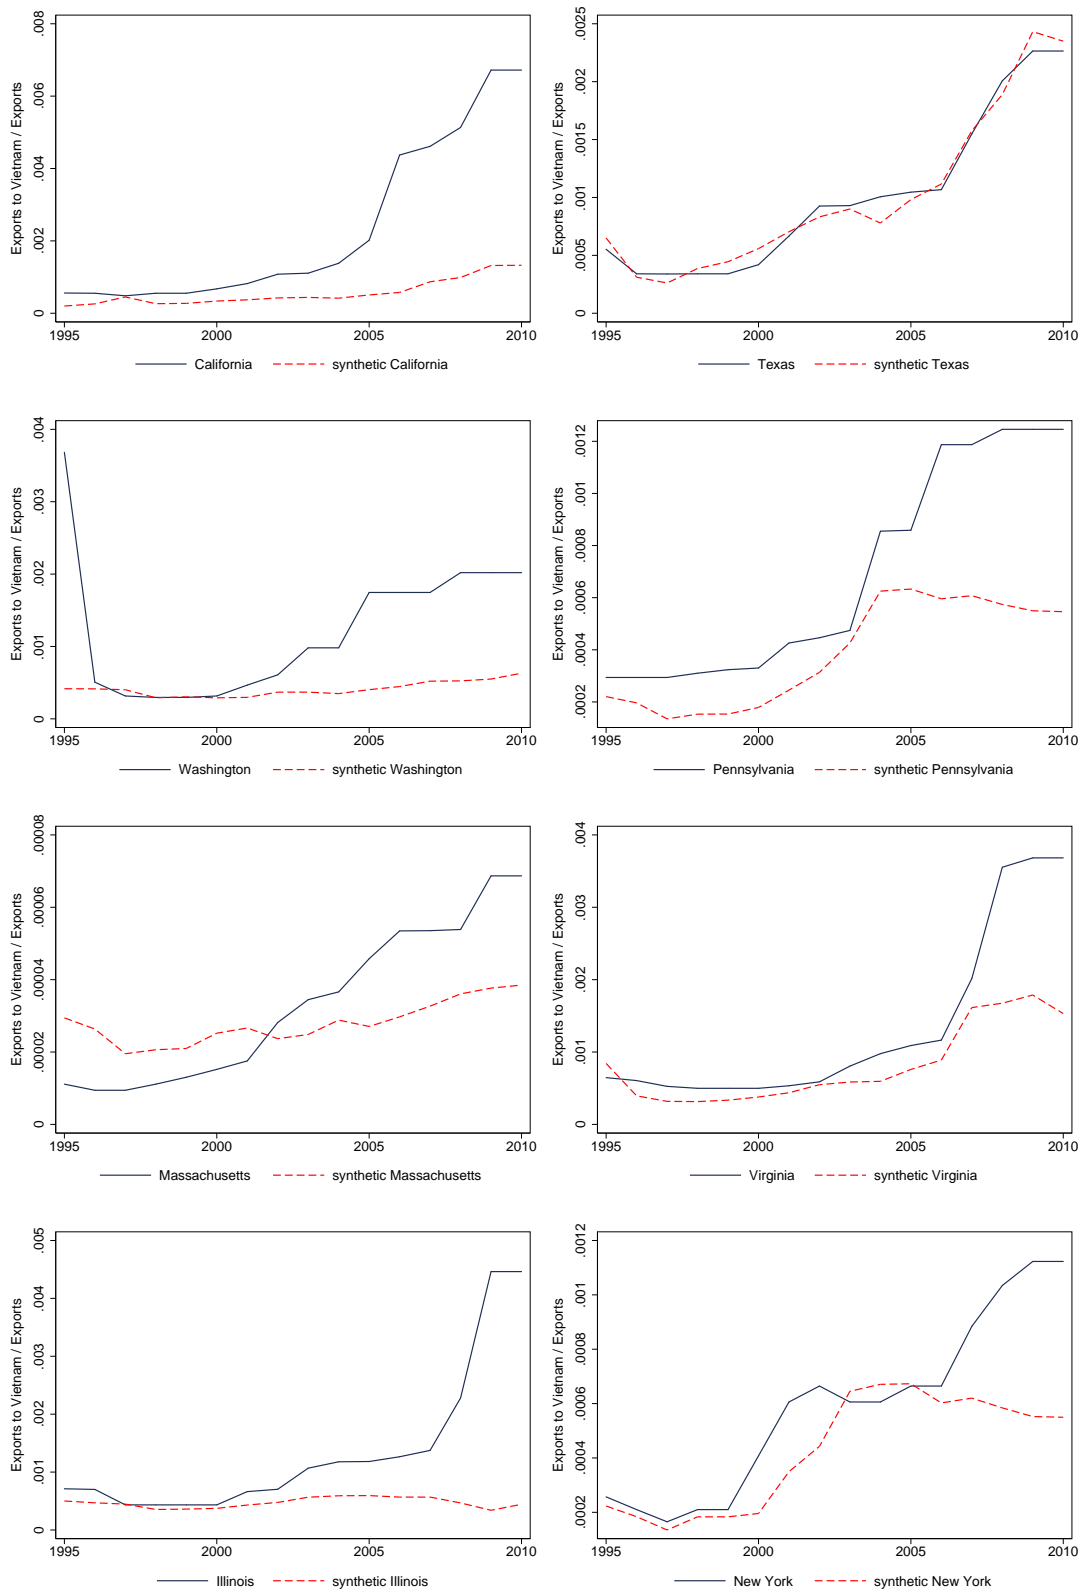 Exports to Vietnam / Exports
.008
.006
.004
.002
0
1995 2000 2005 2010
California synthetic California
Exports to Vietnam / Exports
.0025
.002
.0015
.001
.0005
0
1995 2000 2005 2010
Texas synthetic Texas
Exports to Vietnam / Exports
.004
.003
.002
.001
0
1995 2000 2005 2010
Washington synthetic Washington
Exports to Vietnam / Exports
.0012
.001
.0008
.0006
.0004
.0002
1995 2000 2005 2010
Pennsylvania synthetic Pennsylvania
Exports to Vietnam / Exports
.00008
.00006
.00004
.00002
0
1995 2000 2005 2010
Massachusetts synthetic Massachusetts
Exports to Vietnam / Exports
.004
.003
.002
.001
0
1995 2000 2005 2010
Virginia synthetic Virginia
Exports to Vietnam / Exports
.005
.004
.003
.002
.001
0
1995 2000 2005 2010
Illinois synthetic Illinois
Exports to Vietnam / Exports
.0012
.001
.0008
.0006
.0004
.0002
1995 2000 2005 2010
New York synthetic New York